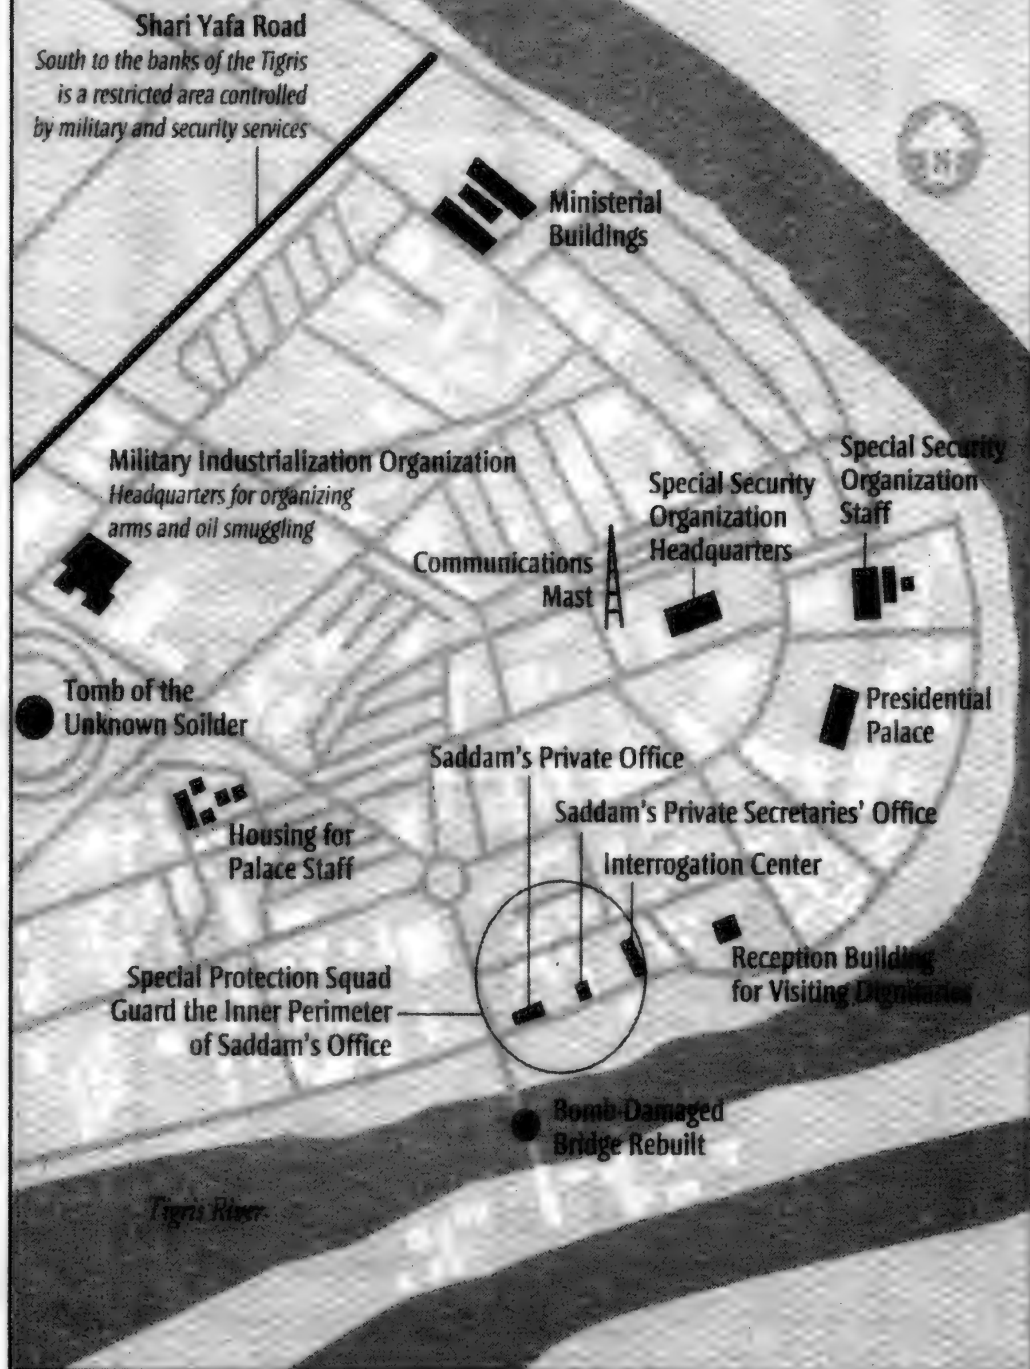 Shari Yafa Road
South to the banks of the Tigris
is a restricted area controlled
by military and security services
N
Ministerial
Buildings
Military Industrialization Organization
Headquarters for organizing
arms and oil smuggling
Special Security
Organization
Staff
Special Security
Organization
Headquarters
Communications
Mast
Tomb of the
Unknown Soilder
Presidential
Palace
Saddam's Private Office
Saddam's Private Secretaries' Office
Interrogation Center
Housing for
Palace Staff
Reception Building
for Visiting Dignitaries
Special Protection Squad
Guard the Inner Perimeter
of Saddam's Office
Bomb-Damaged
Bridge Rebuilt
Tigris River